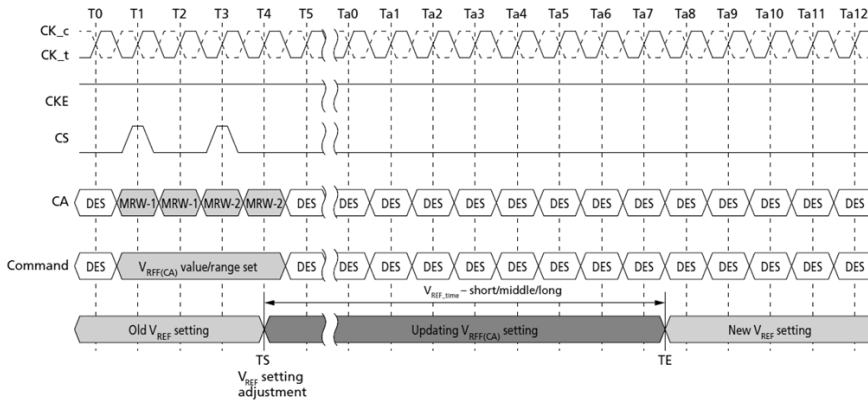 T0 T1 T2 T3 T4 T5 Ta0 Ta1 Ta2 Ta3 Ta4 Ta5 Ta6 Ta7 Ta8 Ta9 Ta10 Ta11 Ta12
CK_c
CK_t
CKE
CS
CA DES MRW-1 MRW-1 MRW-2 MRW-2 DES DES DES DES DES DES DES DES DES DES DES DES DES DES
Command DES VRFF(CA) value/range set DES DES DES DES DES DES DES DES DES DES DES DES DES DES
VREF_time – short/middle/long
Old VREF setting Updating VRFF(CA) setting New VREF setting
TS TE
VREF setting
adjustment